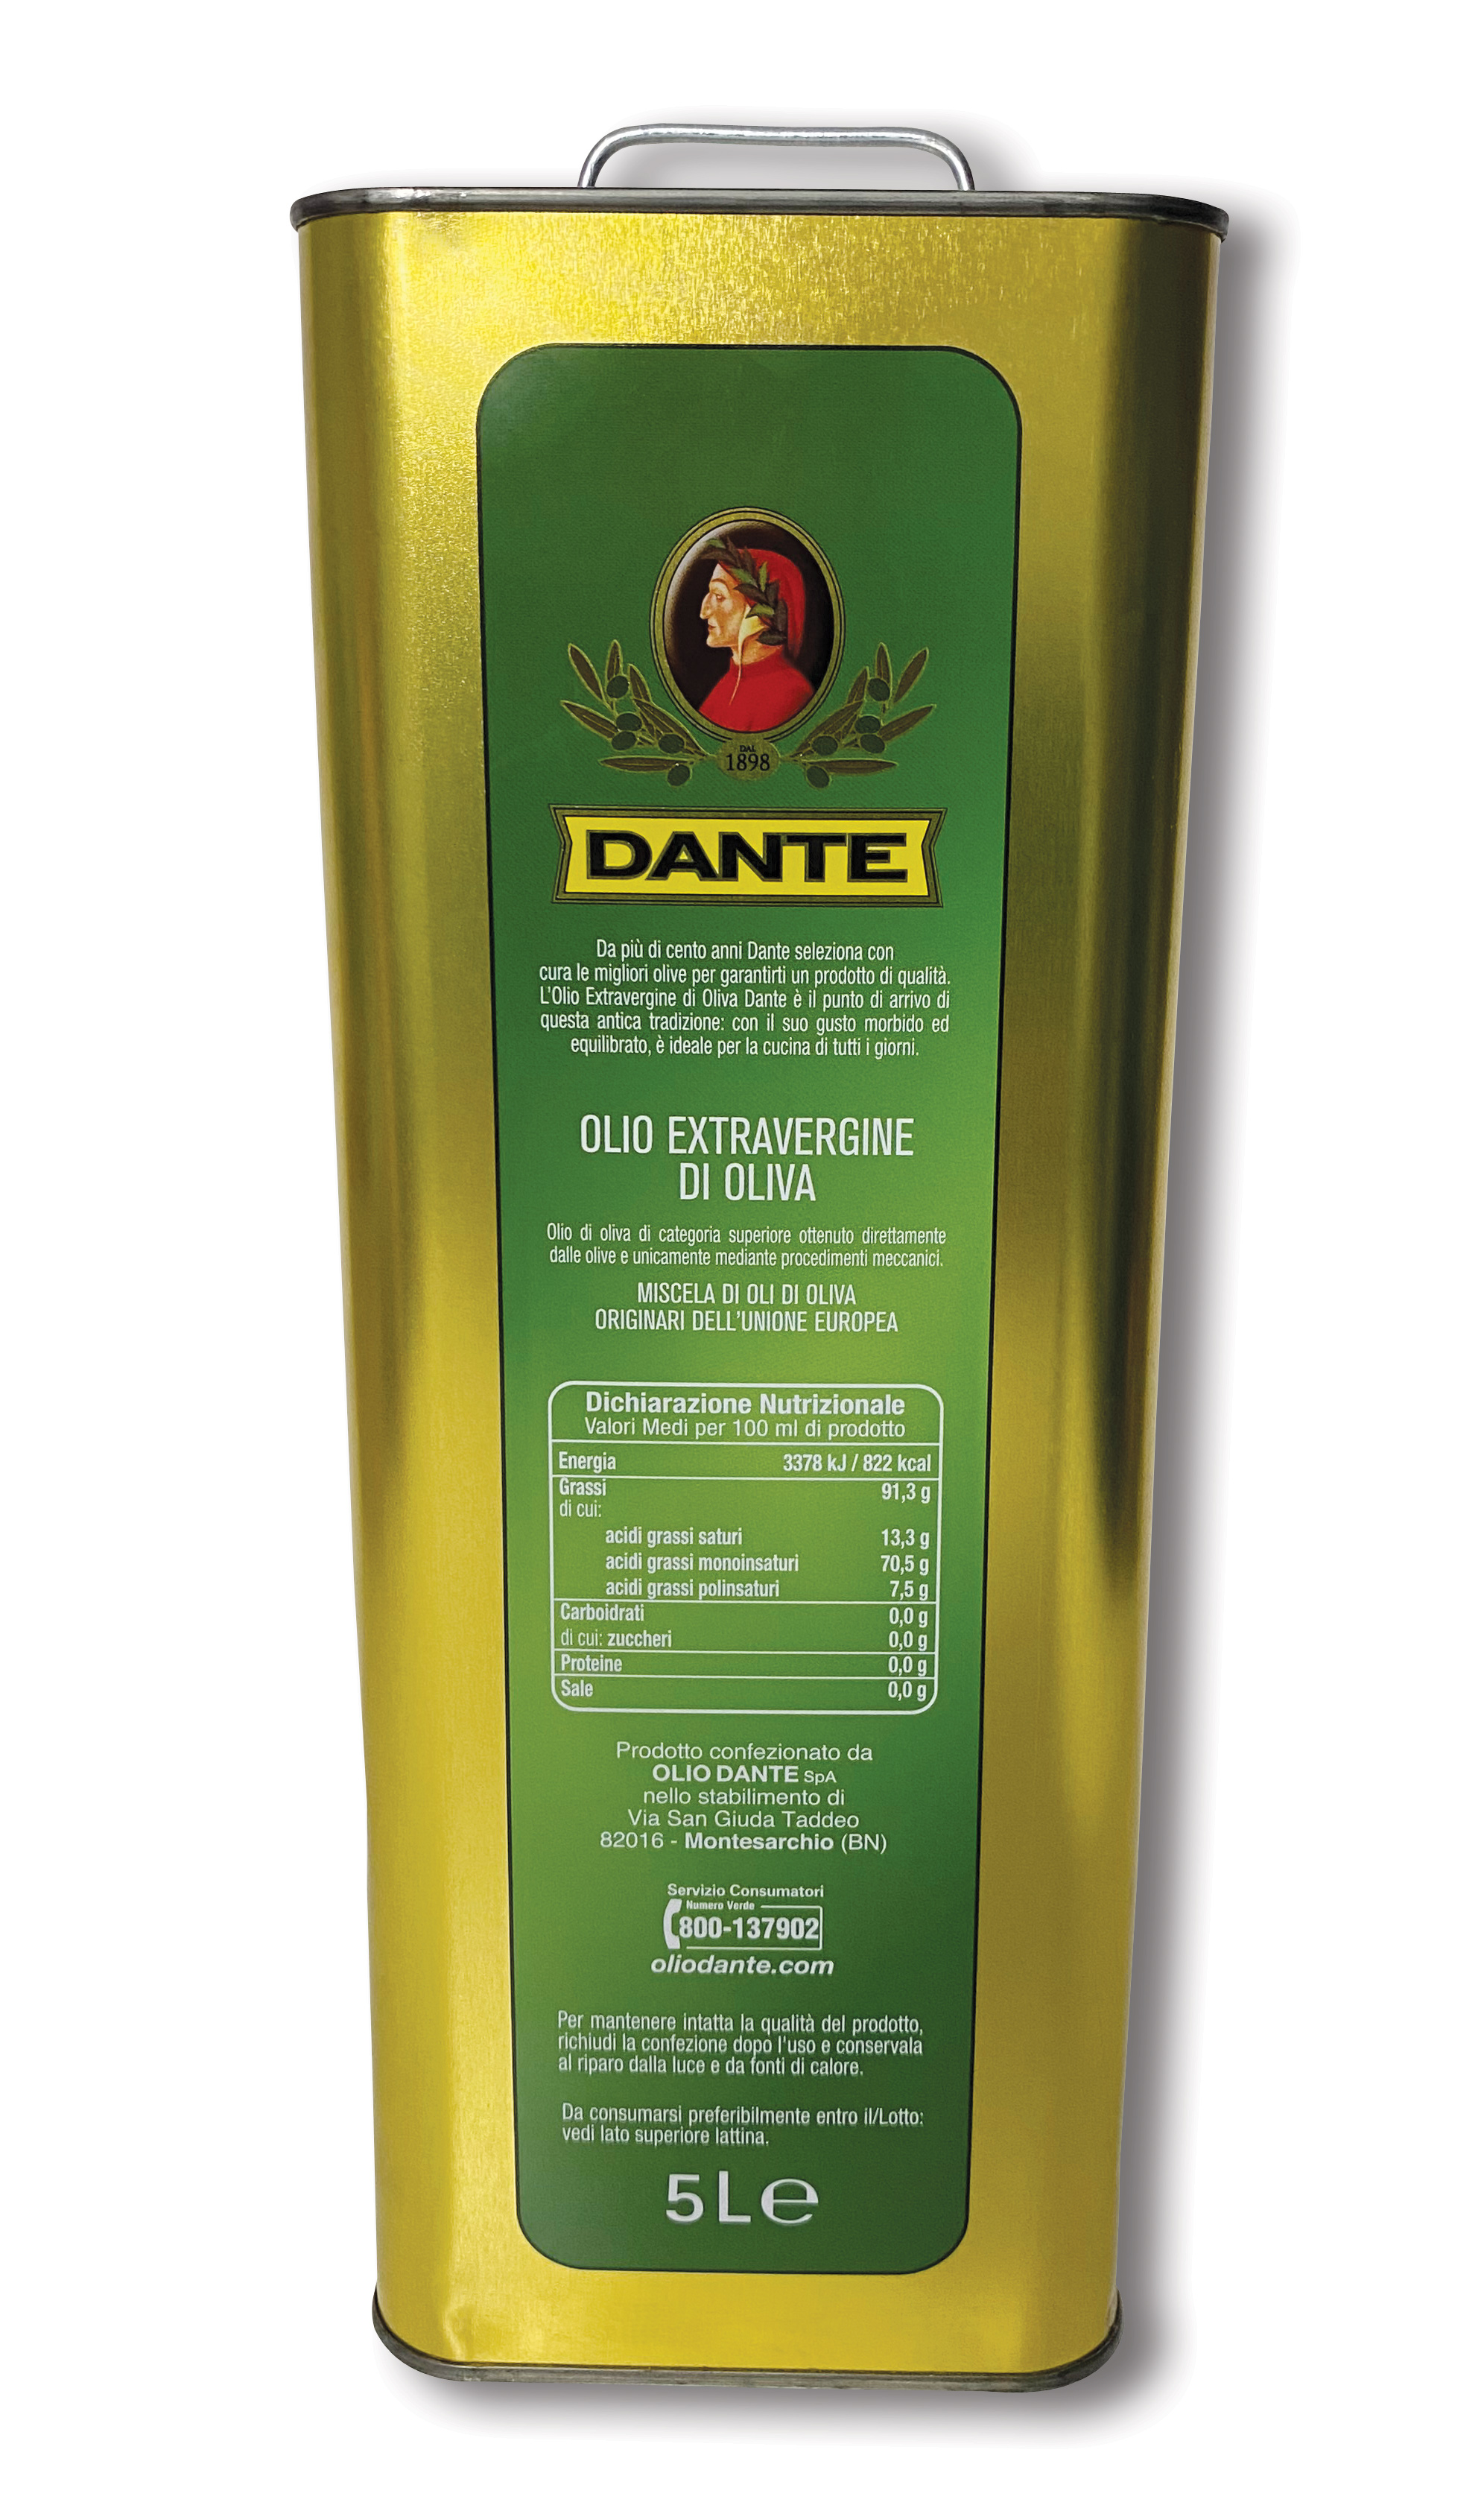 DAL
1898
DANTE
Da più di cento anni Dante seleziona con
cura le migliori olive per garantirti un prodotto di qualità.
L'Olio Extravergine di Oliva Dante è il punto di arrivo di
questa antica tradizione: con il suo gusto morbido ed
equilibrato, è ideale per la cucina di tutti i giorni.
OLIO EXTRAVERGINE
DI OLIVA
Olio di oliva di categoria superiore ottenuto direttamente
dalle olive e unicamente mediante procedimenti meccanici.
MISCELA DI OLI DI OLIVA
ORIGINARI DELL'UNIONE EUROPEA
Dichiarazione Nutrizionale
Valori Medi per 100 ml di prodotto
Energia 3378 kJ / 822 kcal
Grassi 91,3 g
di cui:
acidi grassi saturi 13,3 g
acidi grassi monoinsaturi 70,5 g
acidi grassi polinsaturi 7,5 g
Carboidrati 0,0 g
di cui: zuccheri 0,0 g
Proteine 0,0 g
Sale 0,0 g
Prodotto confezionato da
OLIO DANTE SpA
nello stabilimento di
Via San Giuda Taddeo
82016 - Montesarchio (BN)
Servizio Consumatori
Numero Verde
800-137902
oliodante.com
Per mantenere intatta la qualità del prodotto,
richiudi la confezione dopo l'uso e conservala
al riparo dalla luce e da fonti di calore.
Da consumarsi preferibilmente entro il/Lotto:
vedi lato superiore lattina.
5 L e